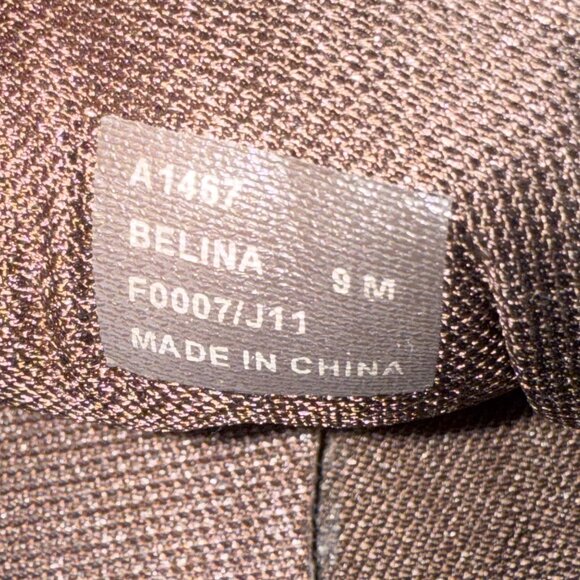 A1467
BELINA 9 M
F0007/J11
MADE IN CHINA